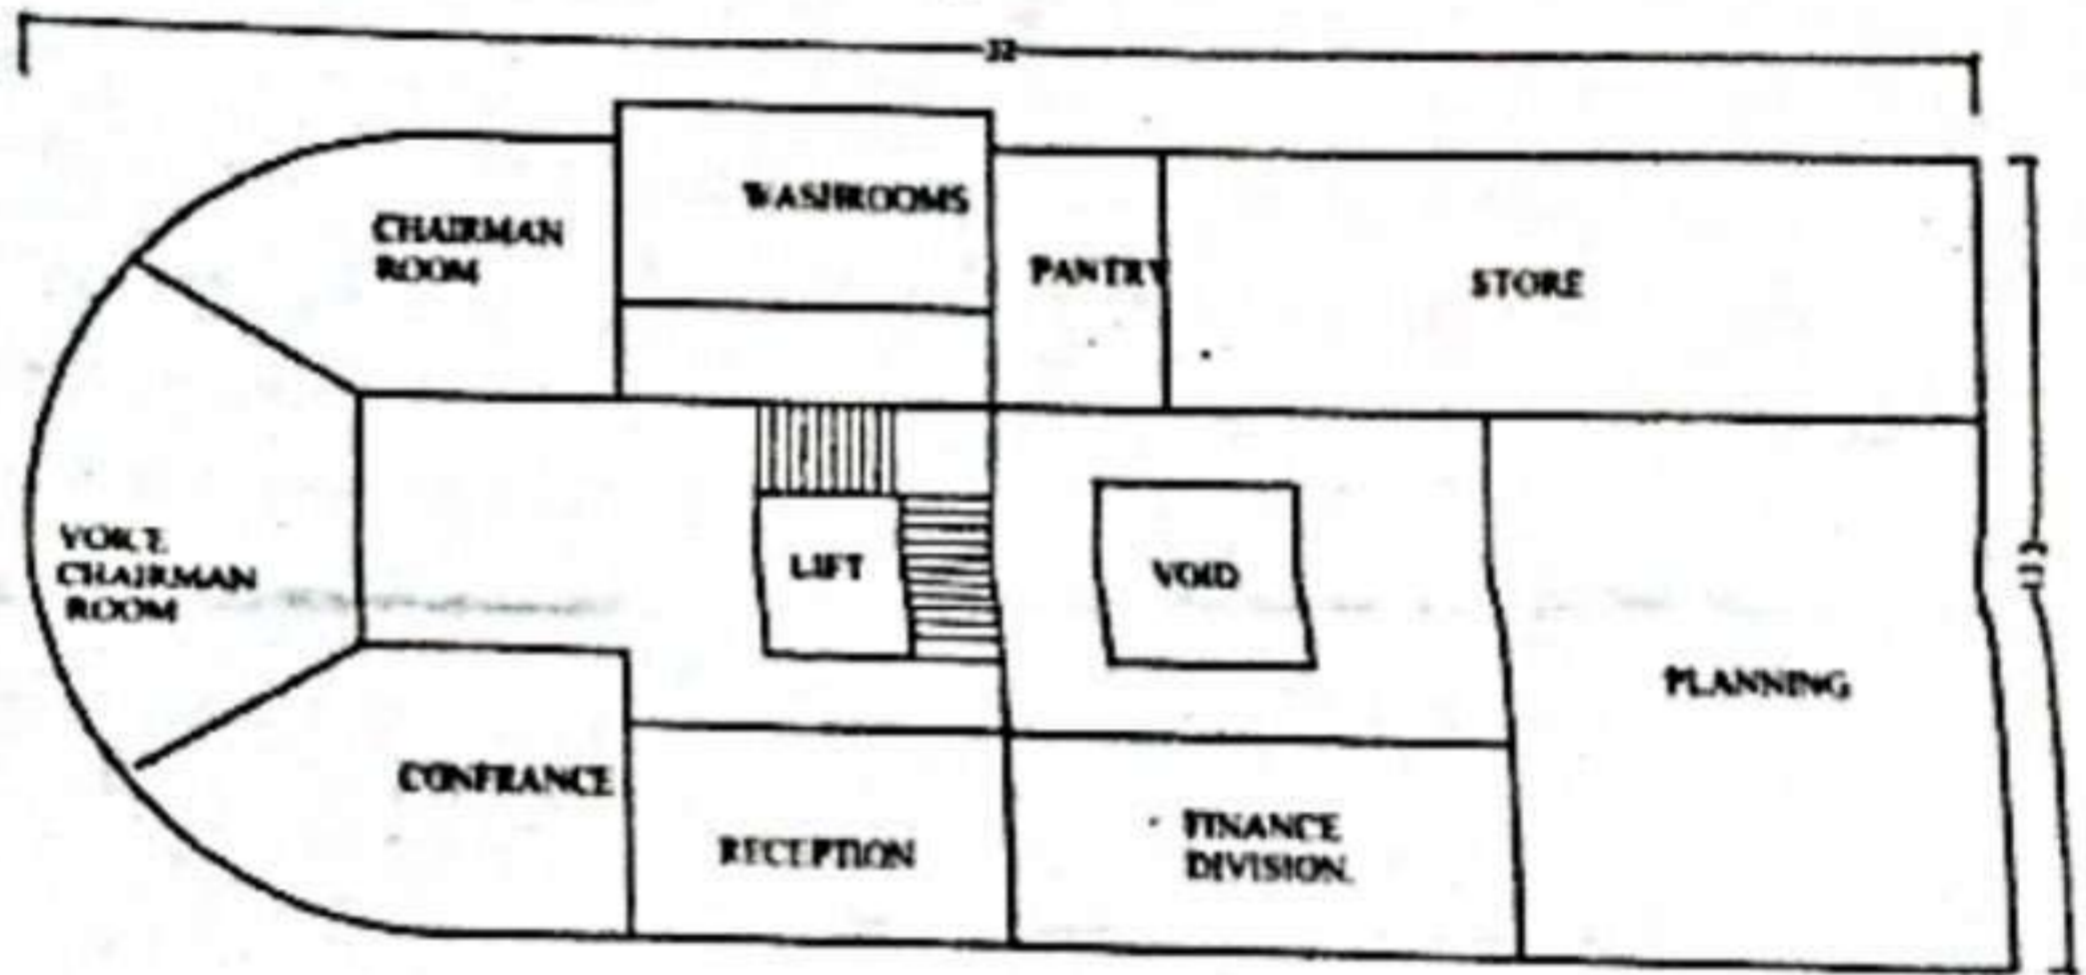 32
WASHROOMS
CHAIRMAN
ROOM
PANTRY
STORE
VOICE
CHAIRMAN
ROOM
LIFT
VOID
PLANNING
CONFRANCE
RECEPTION
FINANCE
DIVISION.